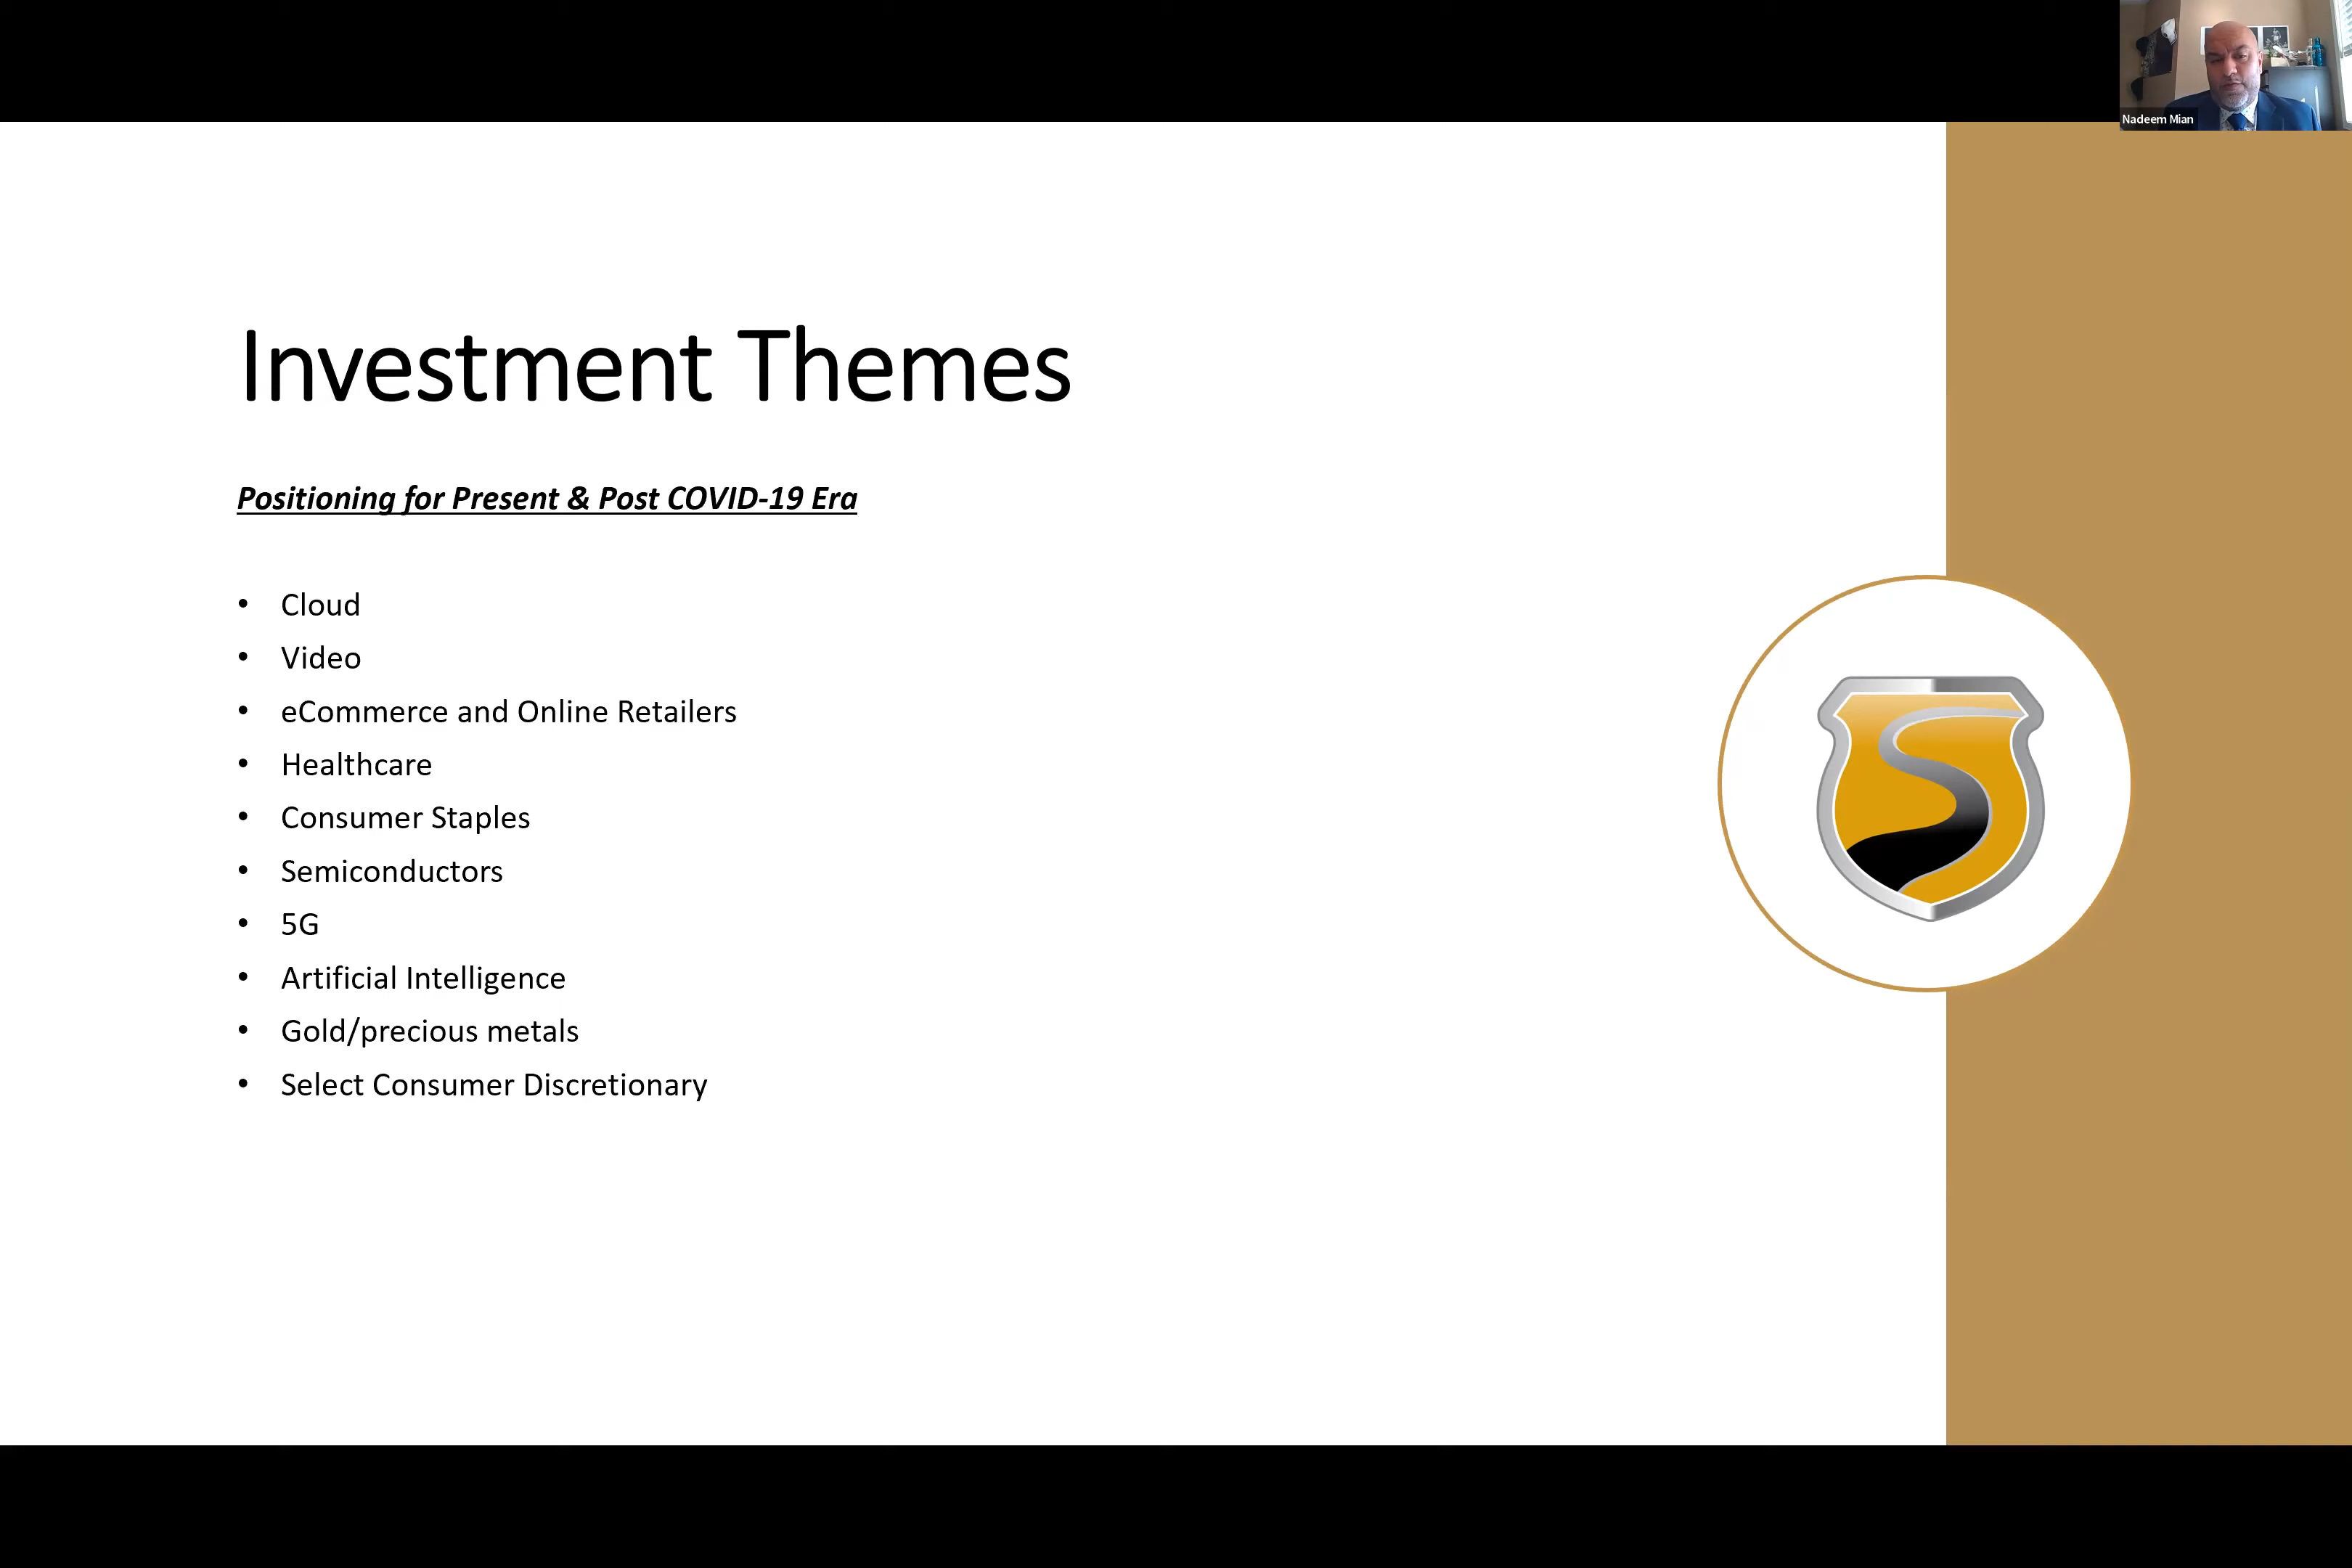 Nadeem Mian
Investment Themes
Positioning for Present & Post COVID-19 Era
• Cloud
• Video
• eCommerce and Online Retailers
• Healthcare
• Consumer Staples
• Semiconductors
• 5G
• Artificial Intelligence
• Gold/precious metals
• Select Consumer Discretionary